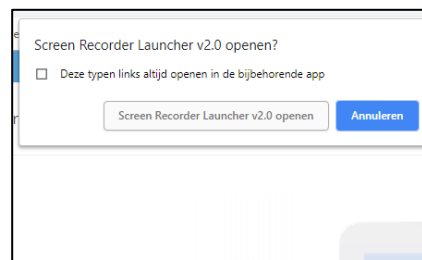 Screen Recorder Launcher v2.0 openen?
Deze typen links altijd openen in de bijbehorende app
Screen Recorder Launcher v2.0 openen
Annuleren